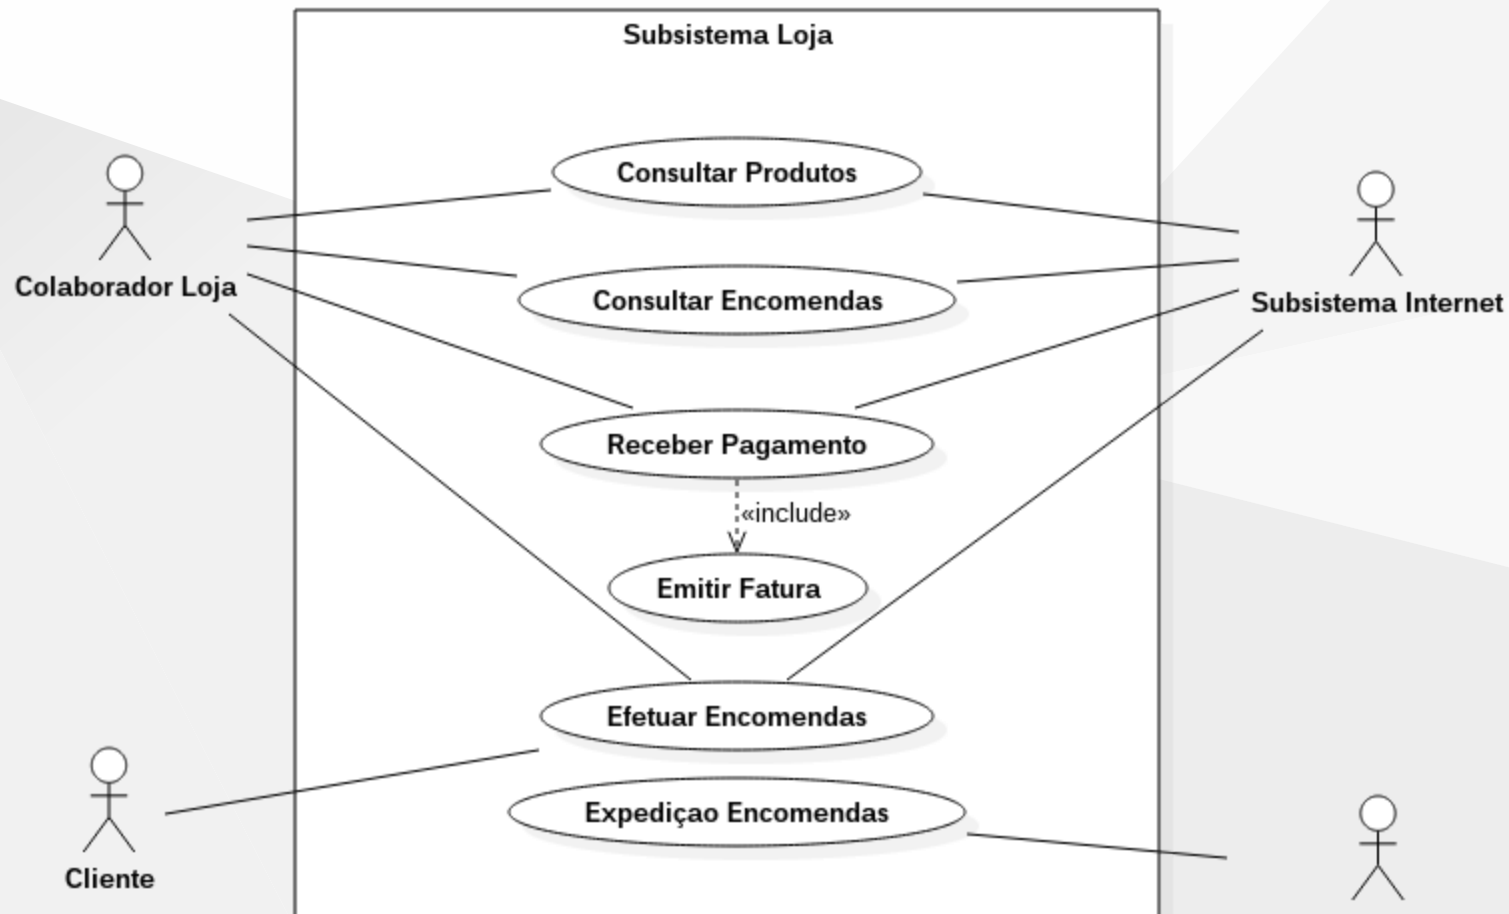 Subsistema Loja
Consultar Produtos
Colaborador Loja
Consultar Encomendas
Subsistema Internet
Receber Pagamento
«include»
Emitir Fatura
Efetuar Encomendas
Expediçao Encomendas
Cliente